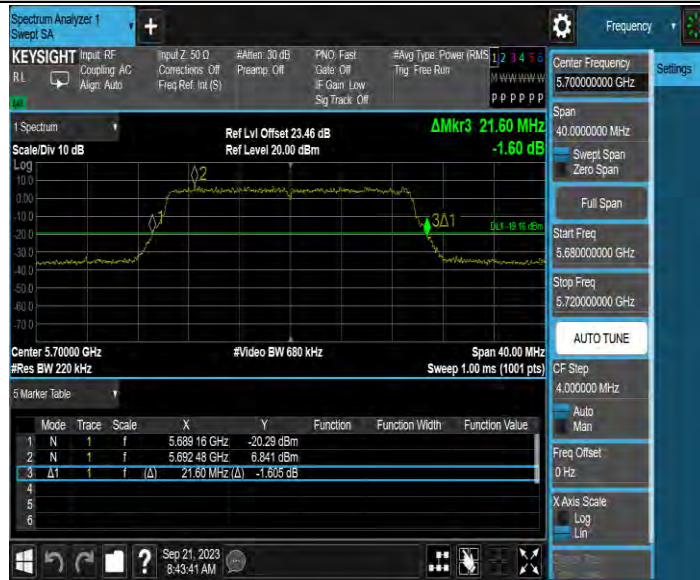 Spectrum Analyzer 1
Swept SA
+
Frequency
KEYSIGHT
RL
Input: RF
Coupling: AC
Align: Auto
Input Z: 50 Ω
Corrections: Off
Freq Ref: Int (S)
#Atten: 30 dB
Preamp: Off
PNO: Fast
Gate: Off
IF Gain: Low
Sig Track: Off
#Avg Type: Power (RMS
Trig: Free Run
1 2 3 4 5 6
M W W W W W
P P P P P P
1 Spectrum
Scale/Div 10 dB
Ref Lvl Offset 23.46 dB
Ref Level 20.00 dBm
ΔMkr3 21.60 MHz
-1.60 dB
Log
10.0
0.00
-10.0
-20.0
-30.0
-40.0
-50.0
-60.0
-70.0
2
1
3Δ1
DL1 -19.16 dBm
Center 5.70000 GHz
#Res BW 220 kHz
#Video BW 680 kHz
Span 40.00 MHz
Sweep 1.00 ms (1001 pts)
5 Marker Table
Mode Trace Scale X Y Function Function Width Function Value
1 N 1 f 5.689 16 GHz -20.29 dBm
2 N 1 f 5.692 48 GHz 6.841 dBm
3 Δ1 1 f (Δ) 21.60 MHz (Δ) -1.605 dB
4
5
6
?
Sep 21, 2023
8:43:41 AM
Center Frequency
5.700000000 GHz
Settings
Span
40.0000000 MHz
Swept Span
Zero Span
Full Span
Start Freq
5.680000000 GHz
Stop Freq
5.720000000 GHz
AUTO TUNE
CF Step
4.000000 MHz
Auto
Man
Freq Offset
0 Hz
X Axis Scale
Log
Lin